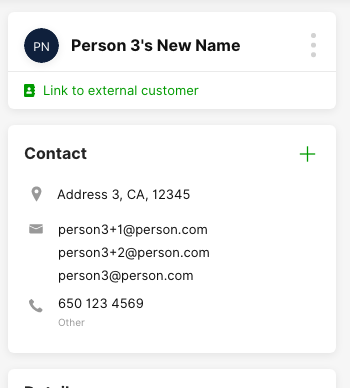 PN
Person 3's New Name
Link to external customer
Contact
Address 3, CA, 12345
person3+1@person.com
person3+2@person.com
person3@person.com
650 123 4569
Other